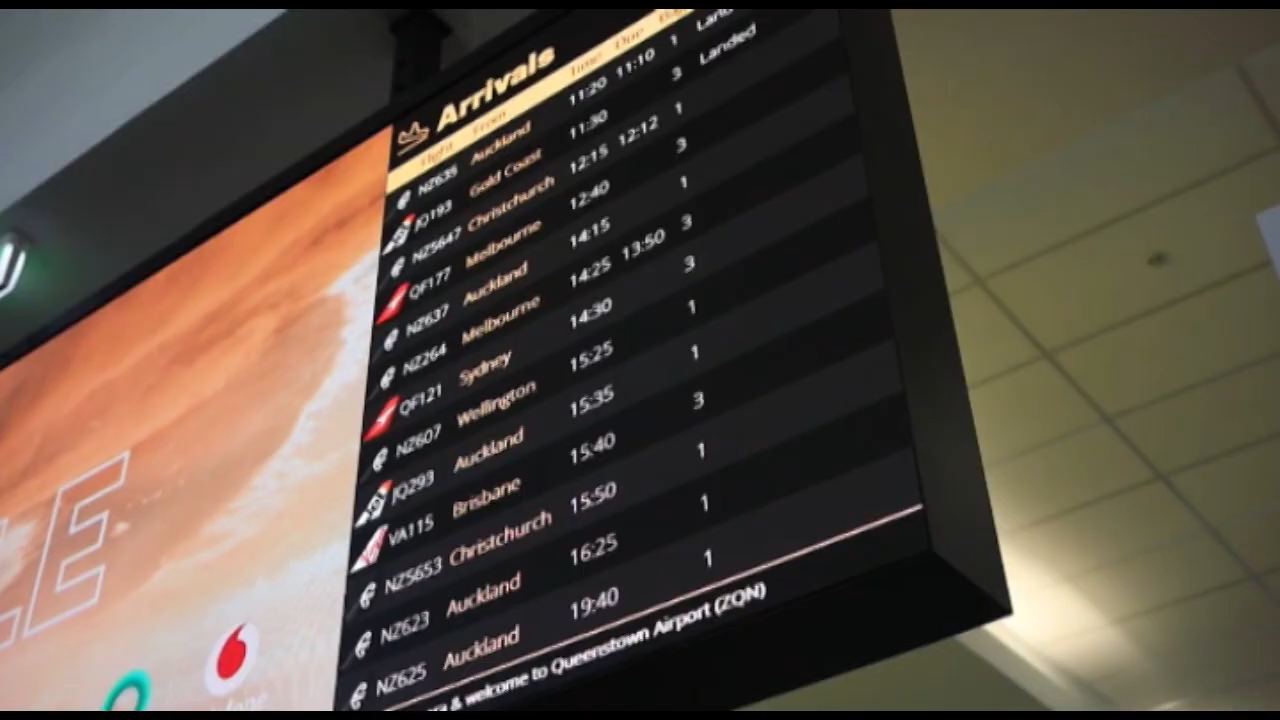 Arrivals
Flight From Time Due
NZ635 Auckland 11:20 11:10 1
JQ193 Gold Coast 11:30 3 Landed
NZ5647 Christchurch 12:15 12:12 1
QF177 Melbourne 12:40 3
NZ637 Auckland 14:15 1
NZ264 Melbourne 14:25 13:50 3
QF121 Sydney 14:30 3
NZ607 Wellington 15:25 1
JQ293 Auckland 15:35 1
VA115 Brisbane 15:40 3
NZ5653 Christchurch 15:50 1
NZ623 Auckland 16:25 1
NZ625 Auckland 19:40 1
& welcome to Queenstown Airport (ZQN)
LE